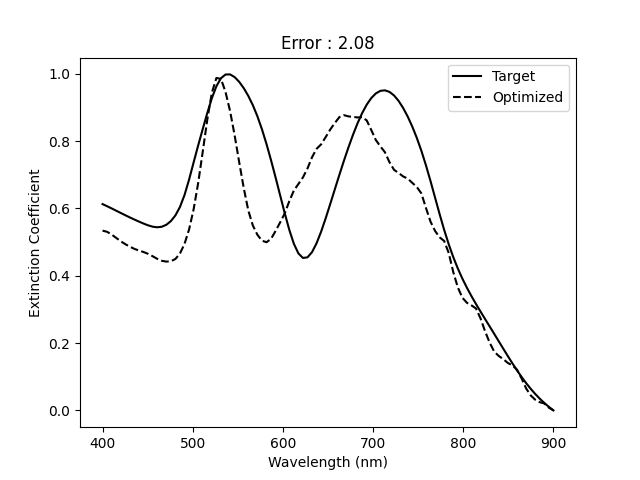 Error : 2.08
Target
Optimized
Extinction Coefficient
1.0
0.8
0.6
0.4
0.2
0.0
400 500 600 700 800 900
Wavelength (nm)